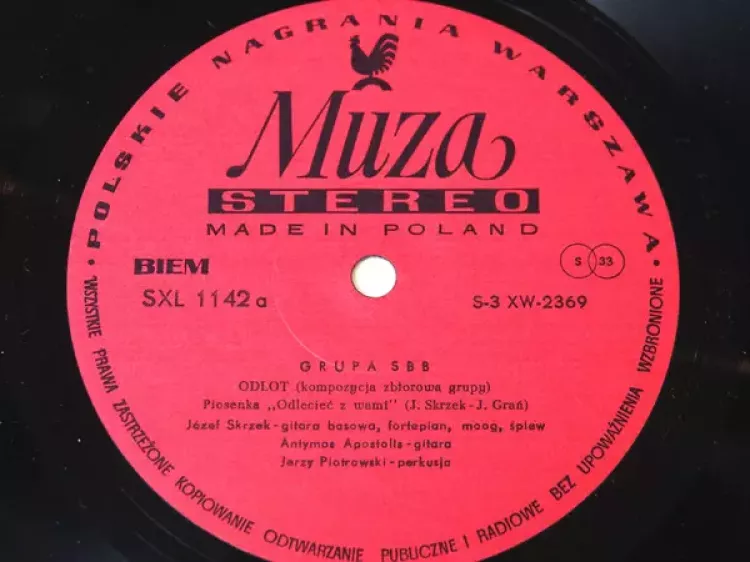 • POLSKIE NAGRANIA WARSZAWA •
Muza
STEREO
MADE IN POLAND
BIEM
S 33
SXL 1142 a
S-3 XW-2369
GRUPA SBB
ODLOT (kompozycja zbiorowa grupy)
Piosenka „Odlecieć z wami" (J. Skrzek-J. Grań)
Józef Skrzek-gitara basowa, fortepian, moog, śpiew
Antymos Apostolis-gitara
Jerzy Piotrowski-perkusja
WSZYSTKIE PRAWA ZASTRZEŻONE KOPIOWANIE ODTWARZANIE PUBLICZNE I RADIOWE BEZ UPOWAŻNIENIA WZBRONIONE